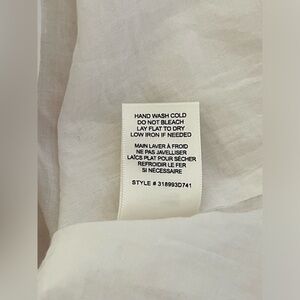 HAND WASH COLD
DO NOT BLEACH
LAY FLAT TO DRY
LOW IRON IF NEEDED
MAIN LAVER À FROID
NE PAS JAVELLISER
LAÏCS PLAT POUR SÉCHER
REFROIDIR LE FER
SI NÉCESSAIRE
STYLE # 318993D741